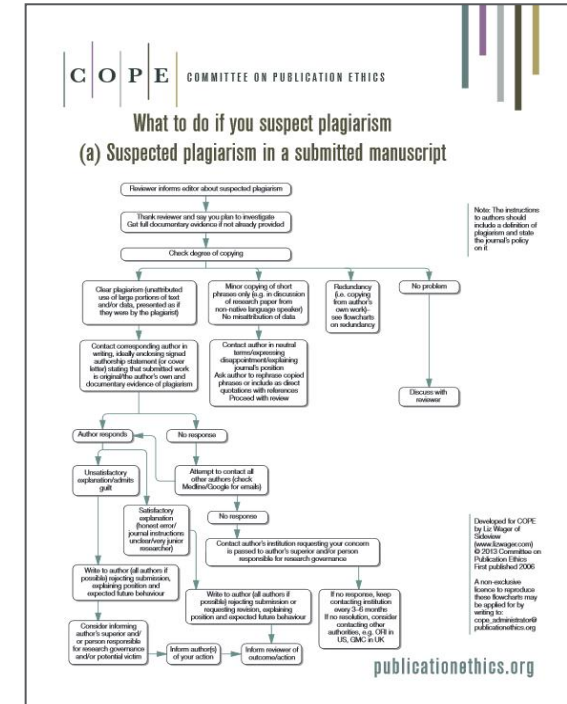 COPE COMMITTEE ON PUBLICATION ETHICS
What to do if you suspect plagiarism
(a) Suspected plagiarism in a submitted manuscript
Reviewer informs editor about suspected plagiarism
Thank reviewer and say you plan to investigate
Get full documentary evidence if not already provided
Check degree of copying
Clear plagiarism (unattributed
use of large portions of text
and/or data, presented as if
they were by the plagiarist)
Minor copying of short
phrases only (e.g. in discussion
of research paper from
non-native language speaker)
No misattribution of data
Redundancy
(i.e. copying
from author's
own work)–
see flowcharts
on redundancy
No problem
Note: The instructions
to authors should
include a definition of
plagiarism and state
the journal's policy
on it
Contact corresponding author in
writing, ideally enclosing signed
authorship statement (or cover
letter) stating that submitted work
is original/the author's own and
documentary evidence of plagiarism
Contact author in neutral
terms/expressing
disappointment/explaining
journal's position
Ask author to rephrase copied
phrases or include as direct
quotations with references
Proceed with review
Discuss with
reviewer
Author responds
No response
Unsatisfactory
explanation/admits
guilt
Attempt to contact all
other authors (check
Medline/Google for emails)
Satisfactory
explanation
(honest error/
journal instructions
unclear/very junior
researcher)
No response
Contact author's institution requesting your concern
is passed to author's superior and/or person
responsible for research governance
Write to author (all authors if
possible) rejecting submission,
explaining position and
expected future behaviour
Write to author (all authors if
possible) rejecting submission or
requesting revision, explaining
position and expected future behaviour
If no response, keep
contacting institution
every 3–6 months
If no resolution, consider
contacting other
authorities, e.g. ORI in
US, GMC in UK
Consider informing
author's superior and/
or person responsible
for research governance
and/or potential victim
Inform author(s)
of your action
Inform reviewer of
outcome/action
Developed for COPE
by Liz Wager of
Sideview
(www.lizwager.com)
© 2013 Committee on
Publication Ethics
First published 2006
A non-exclusive
licence to reproduce
these flowcharts may
be applied for by
writing to:
cope_administrator@
publicationethics.org
publicationethics.org